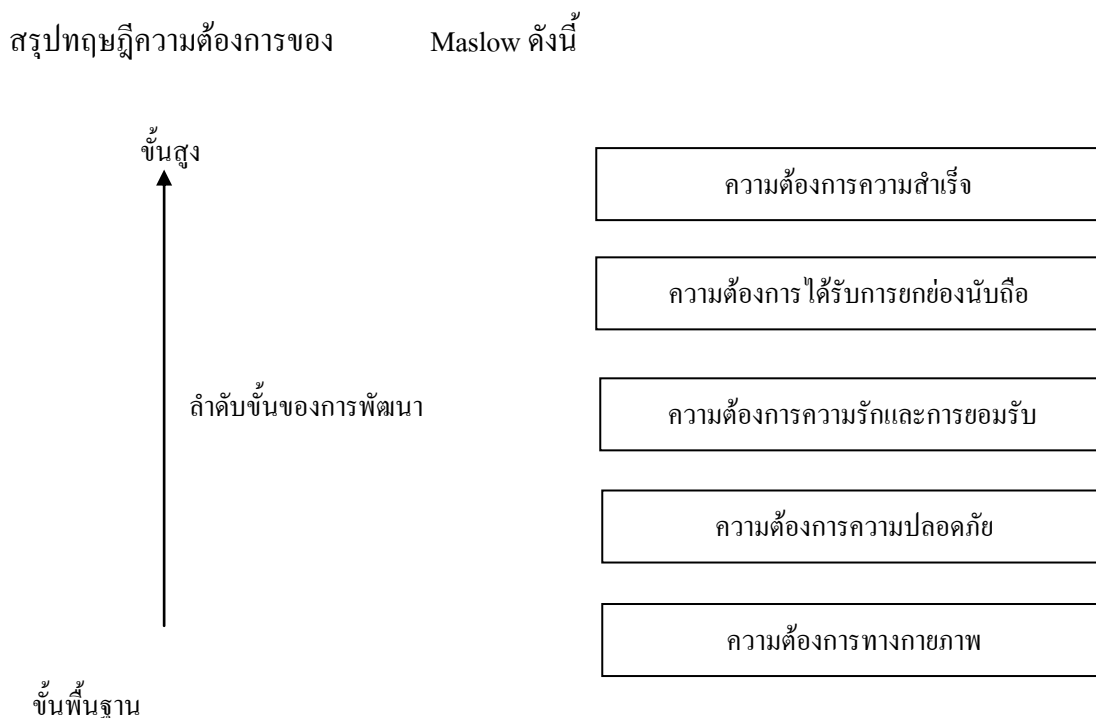 สรุปทฤษฎีความต้องการของ Maslow ดังนี้
ขั้นสูง
ความต้องการความสำเร็จ
ความต้องการได้รับการยกย่องนับถือ
ลำดับขั้นของการพัฒนา
ความต้องการความรักและการยอมรับ
ความต้องการความปลอดภัย
ความต้องการทางกายภาพ
ขั้นพื้นฐาน